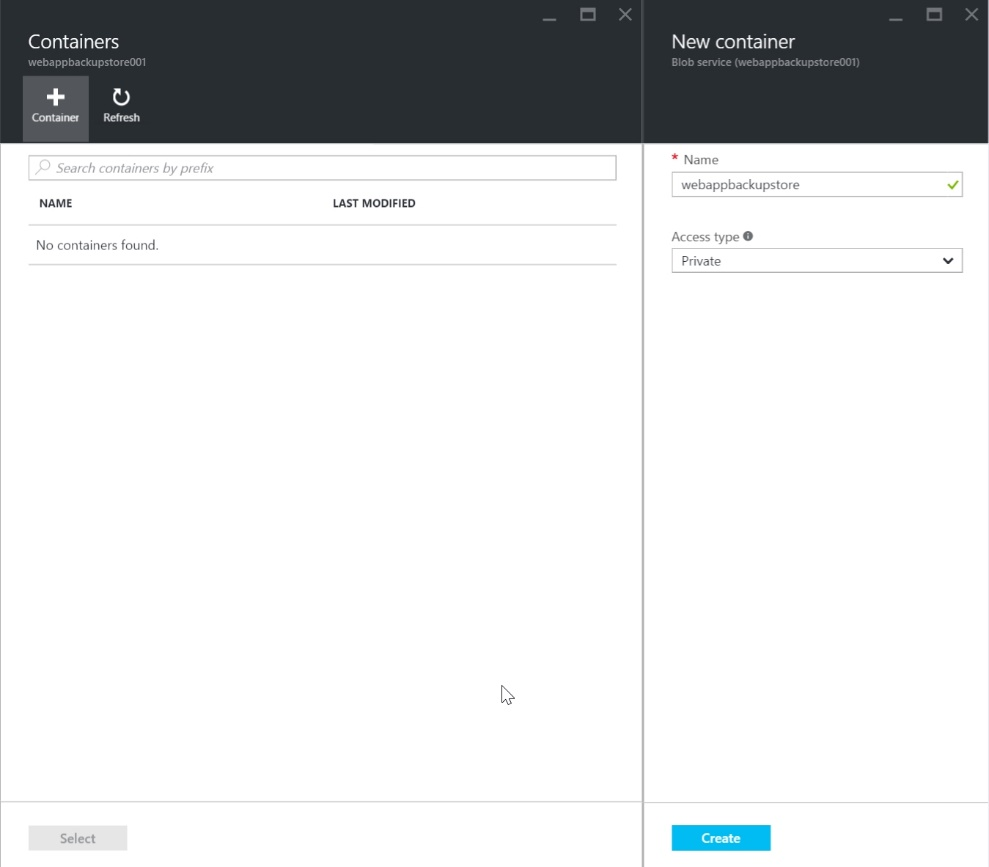 Containers
webappbackupstore001
Container
Refresh
Search containers by prefix
NAME LAST MODIFIED
No containers found.
Select
New container
Blob service (webappbackupstore001)
* Name
webappbackupstore
Access type
Private
Create